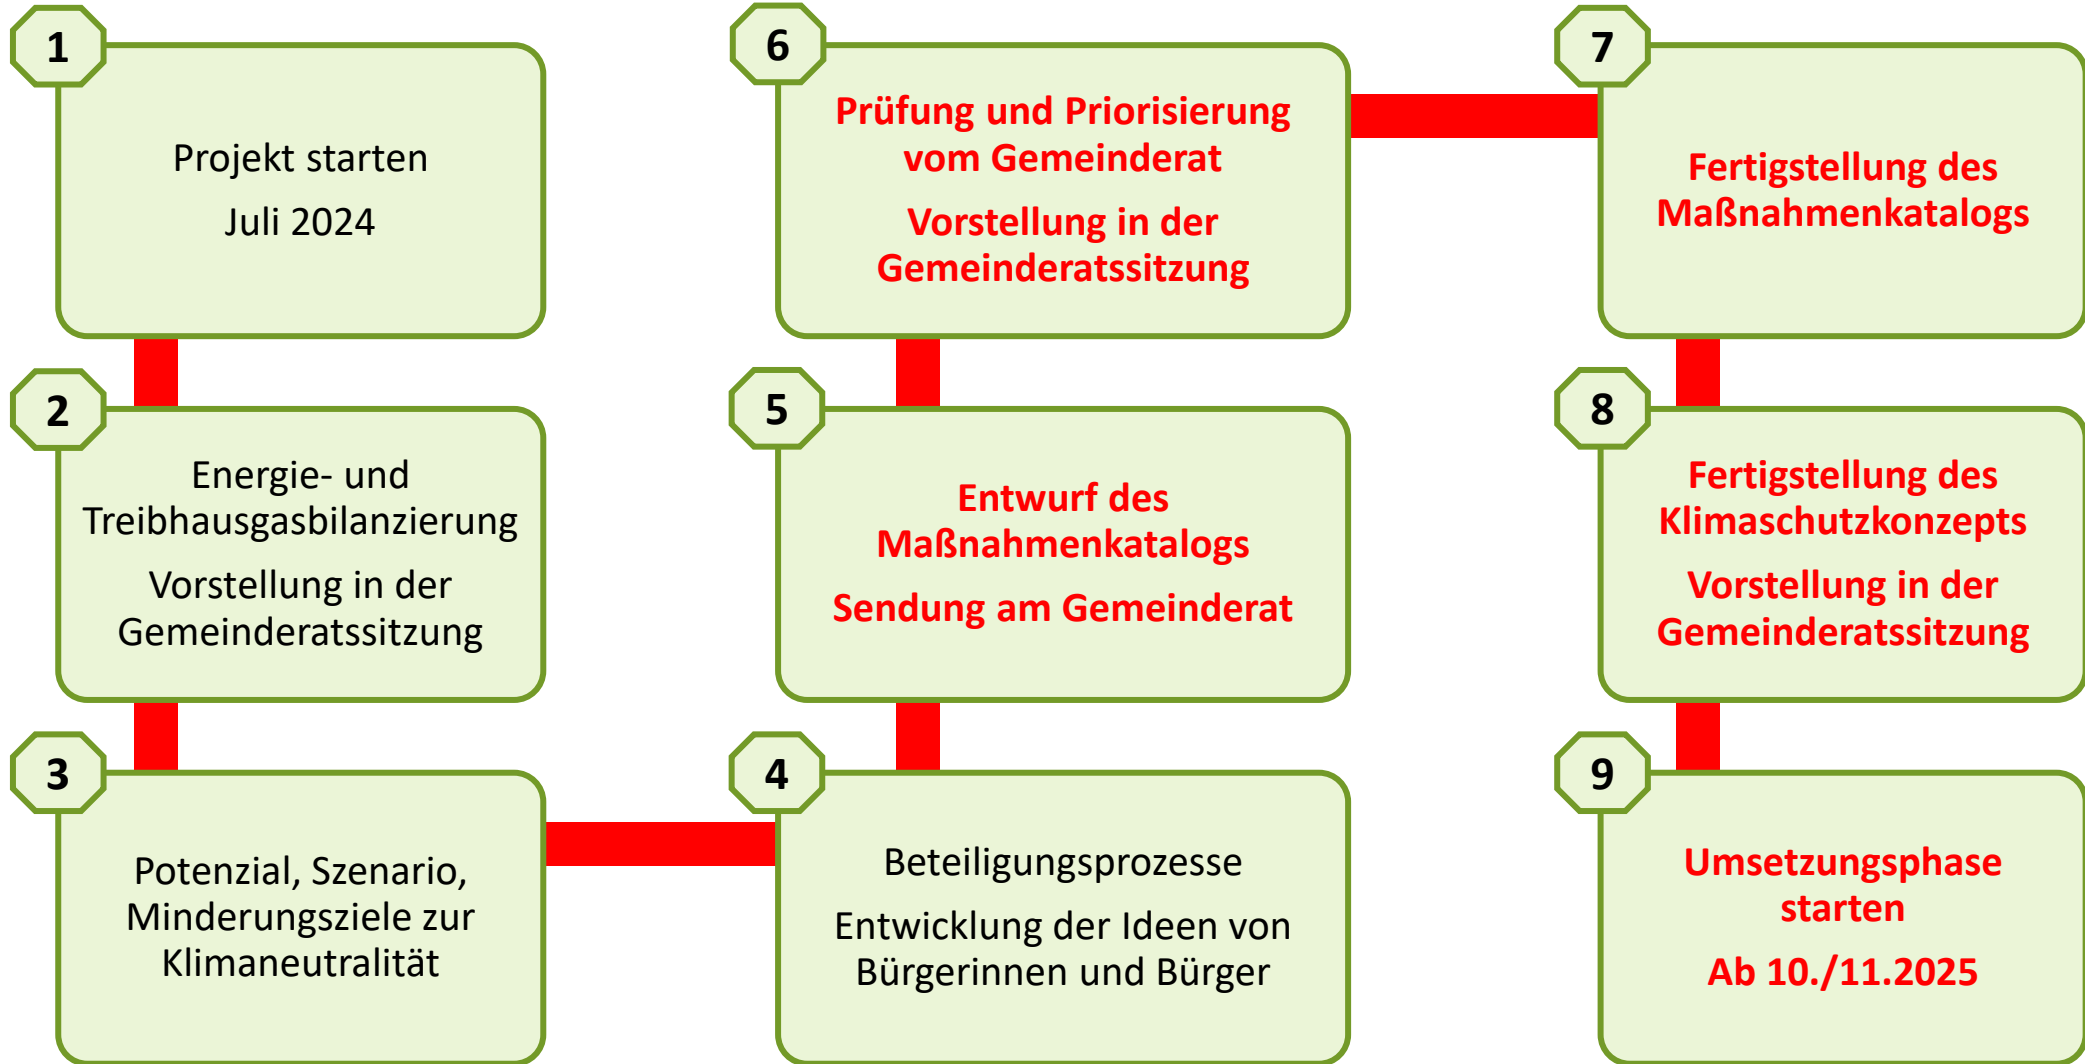 1
Projekt starten
Juli 2024
2
Energie- und
Treibhausgasbilanzierung
Vorstellung in der
Gemeinderatssitzung
3
Potenzial, Szenario,
Minderungsziele zur
Klimaneutralität
4
Beteiligungsprozesse
Entwicklung der Ideen von
Bürgerinnen und Bürger
5
Entwurf des
Maßnahmenkatalogs
Sendung am Gemeinderat
6
Prüfung und Priorisierung
vom Gemeinderat
Vorstellung in der
Gemeinderatssitzung
7
Fertigstellung des
Maßnahmenkatalogs
8
Fertigstellung des
Klimaschutzkonzepts
Vorstellung in der
Gemeinderatssitzung
9
Umsetzungsphase
starten
Ab 10./11.2025